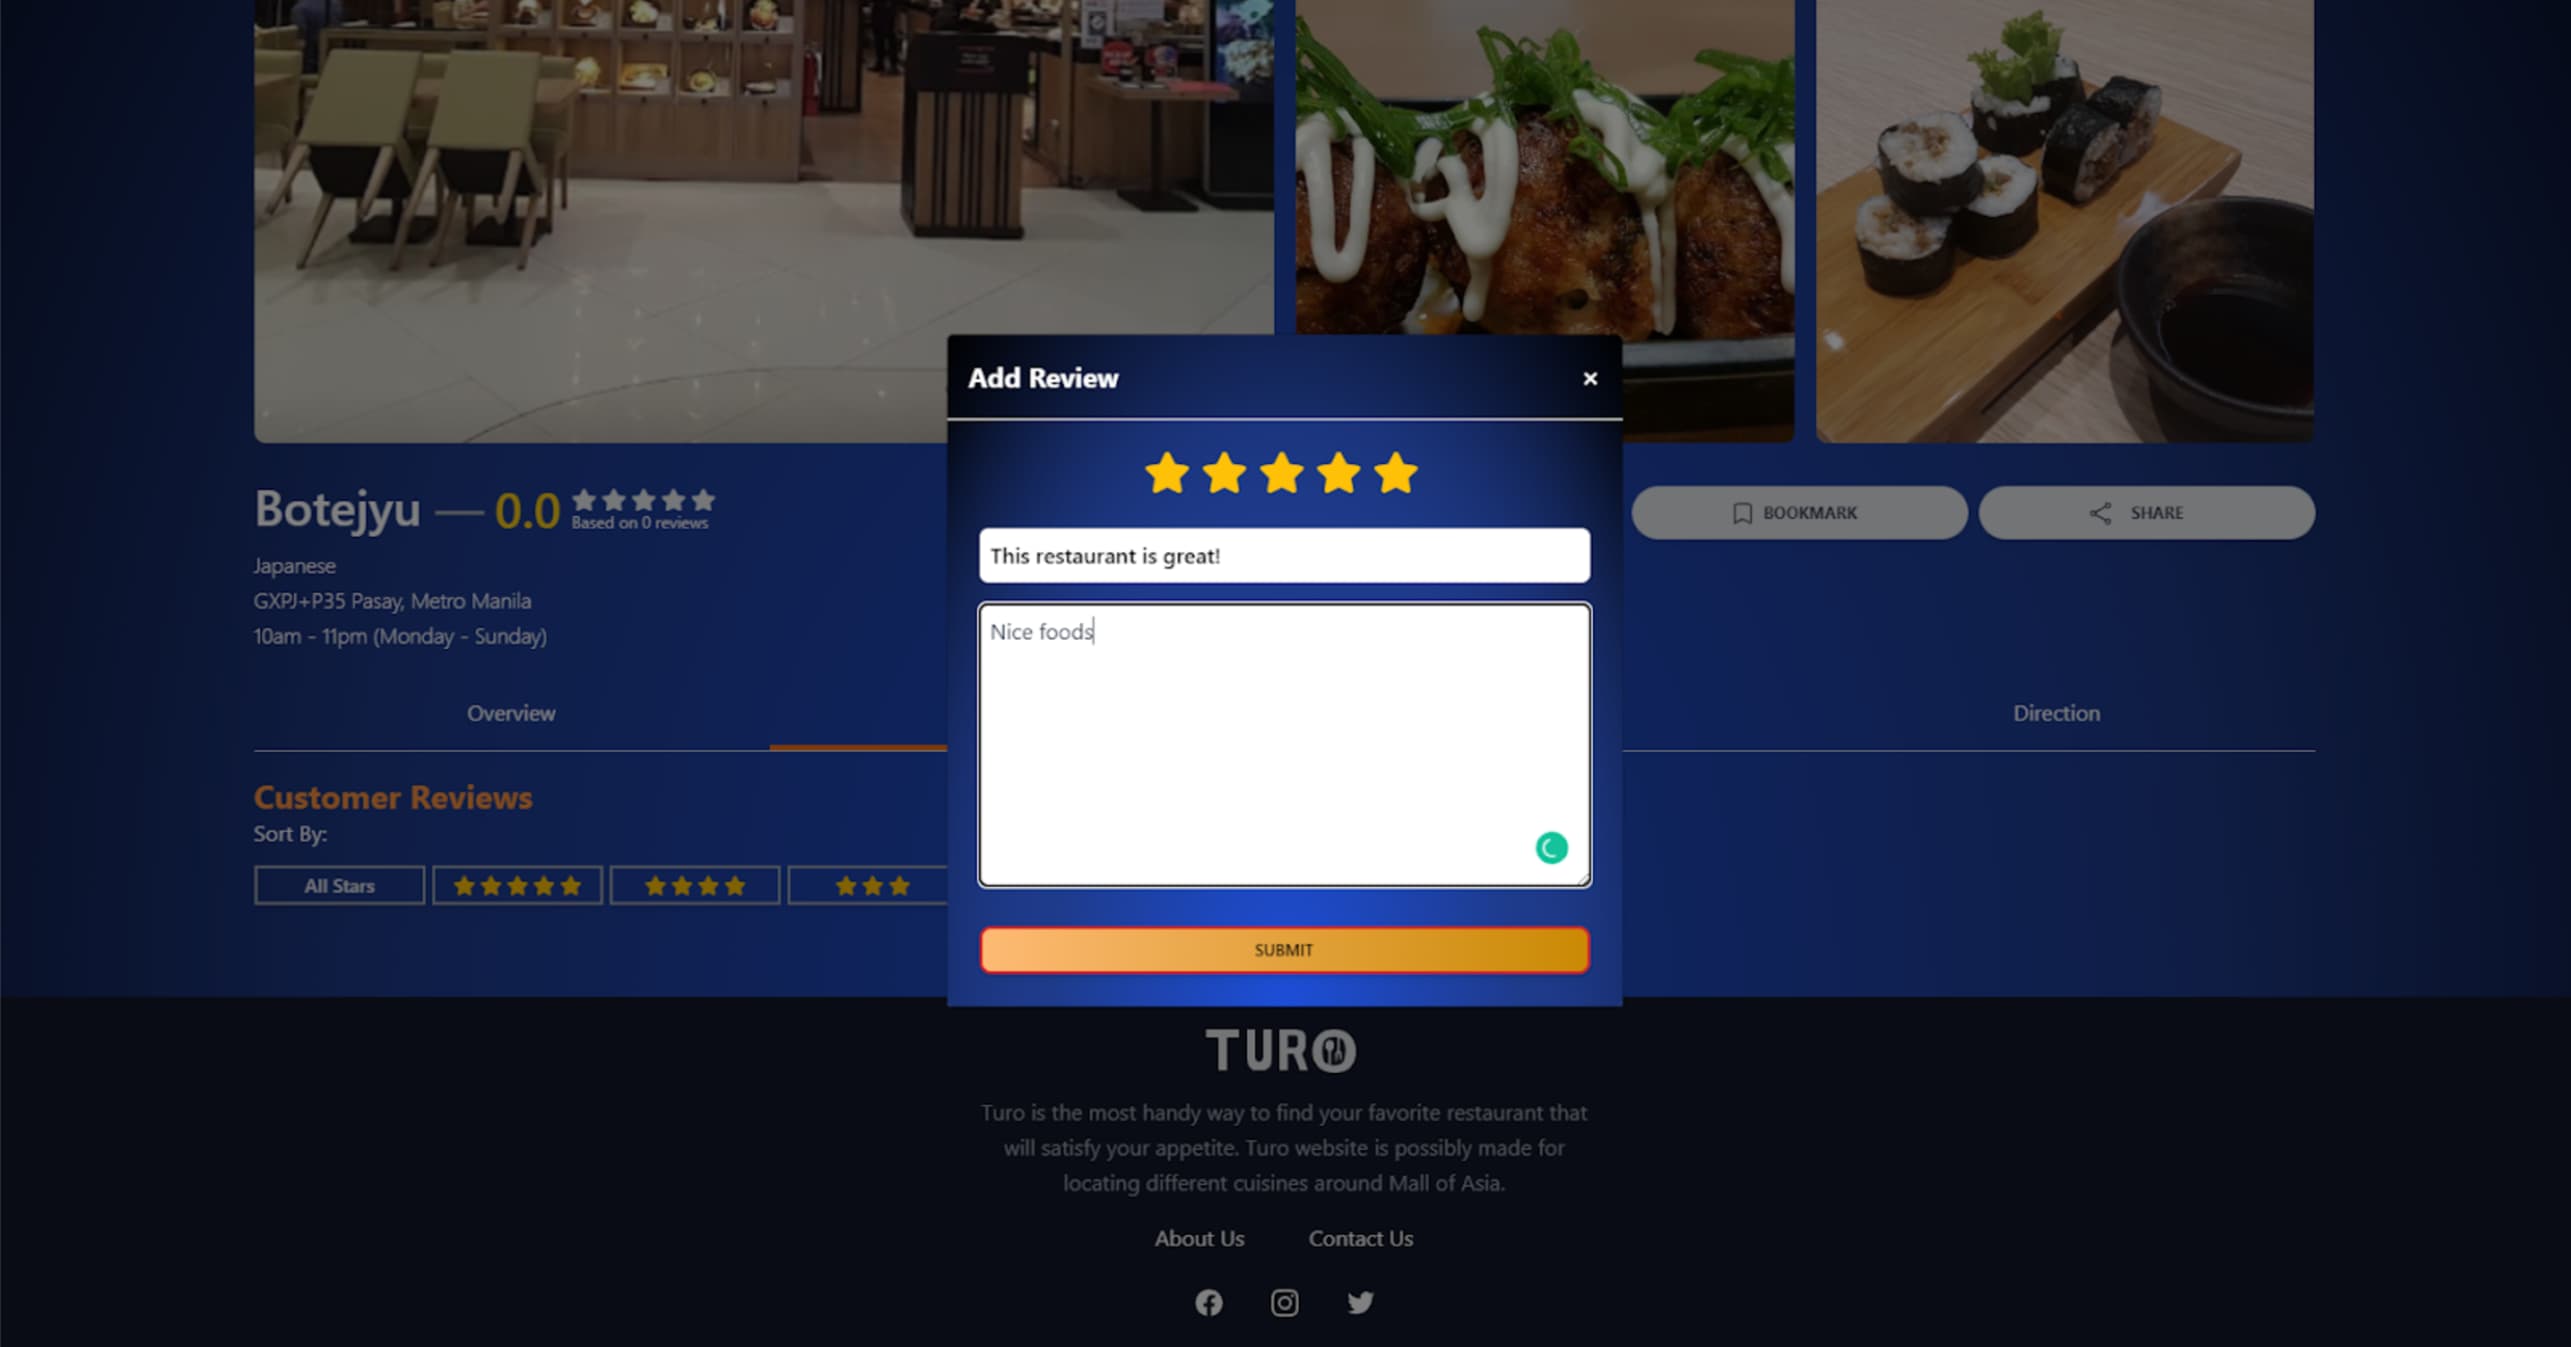 Add Review
×
This restaurant is great!
Nice foods
SUBMIT
Botejyu — 0.0
Based on 0 reviews
BOOKMARK
SHARE
Japanese
GXPJ+P35 Pasay, Metro Manila
10am - 11pm (Monday - Sunday)
Overview
Direction
Customer Reviews
Sort By:
All Stars
TURO
Turo is the most handy way to find your favorite restaurant that
will satisfy your appetite. Turo website is possibly made for
locating different cuisines around Mall of Asia.
About Us
Contact Us